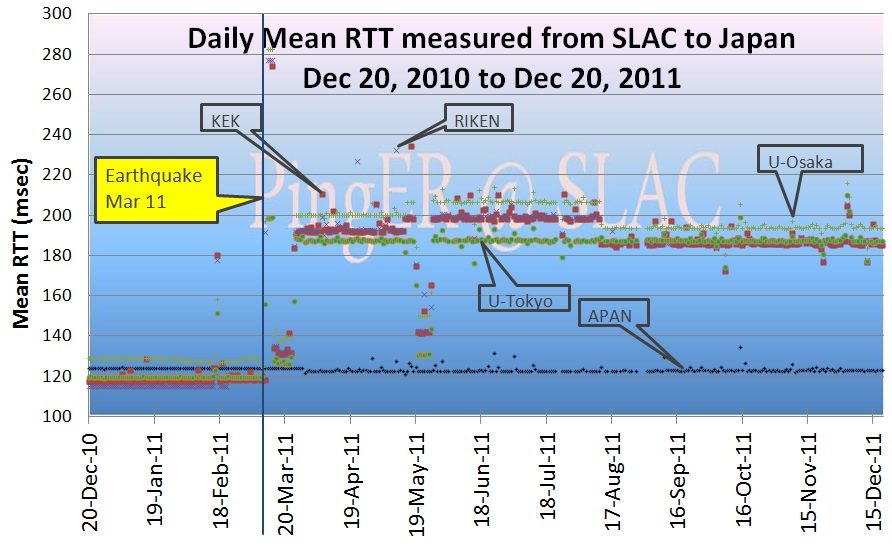 Daily Mean RTT measured from SLAC to Japan
Dec 20, 2010 to Dec 20, 2011
Mean RTT (msec)
300
280
260
240
220
200
180
160
140
120
100
KEK
RIKEN
Earthquake
Mar 11
PingER @ SLAC
U-Osaka
U-Tokyo
APAN
20-Dec-10
19-Jan-11
18-Feb-11
20-Mar-11
19-Apr-11
19-May-11
18-Jun-11
18-Jul-11
17-Aug-11
16-Sep-11
16-Oct-11
15-Nov-11
15-Dec-11